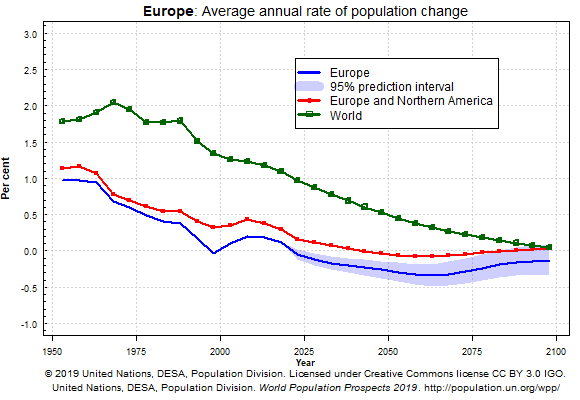 Europe: Average annual rate of population change
3.0
2.5
2.0
1.5
1.0
0.5
0.0
-0.5
-1.0
Per cent
Europe
95% prediction interval
Europe and Northern America
World
1950 1975 2000 2025 2050 2075 2100
Year
© 2019 United Nations, DESA, Population Division. Licensed under Creative Commons license CC BY 3.0 IGO.
United Nations, DESA, Population Division. World Population Prospects 2019. http://population.un.org/wpp/